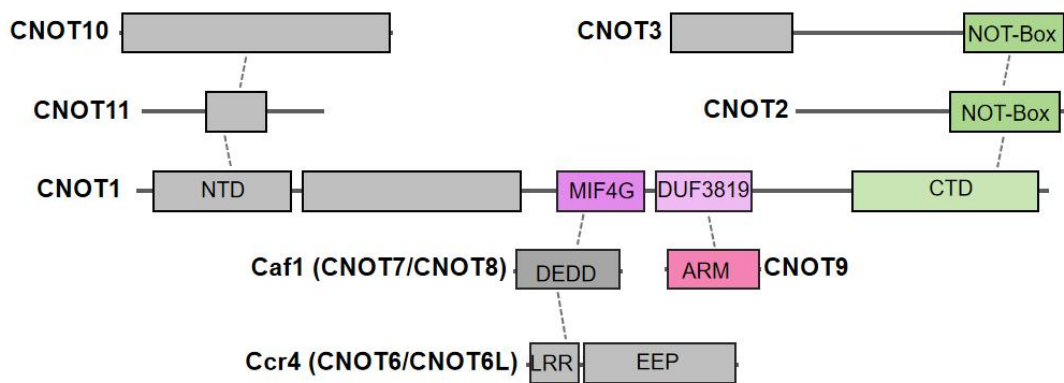 CNOT10
CNOT3 NOT-Box
CNOT11
CNOT2 NOT-Box
CNOT1 NTD MIF4G DUF3819 CTD
Caf1 (CNOT7/CNOT8) DEDD ARM CNOT9
Ccr4 (CNOT6/CNOT6L) LRR EEP